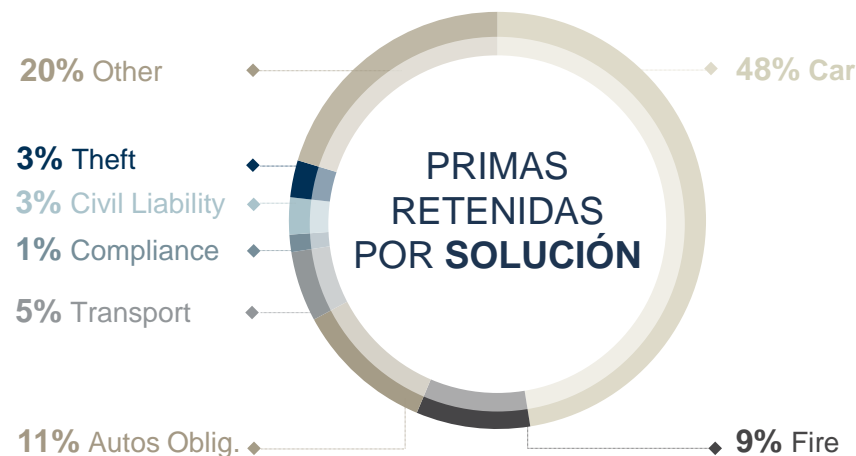 20% Other
48% Car
3% Theft
3% Civil Liability
1% Compliance
5% Transport
11% Autos Oblig.
9% Fire
PRIMAS
RETENIDAS
POR SOLUCIÓN